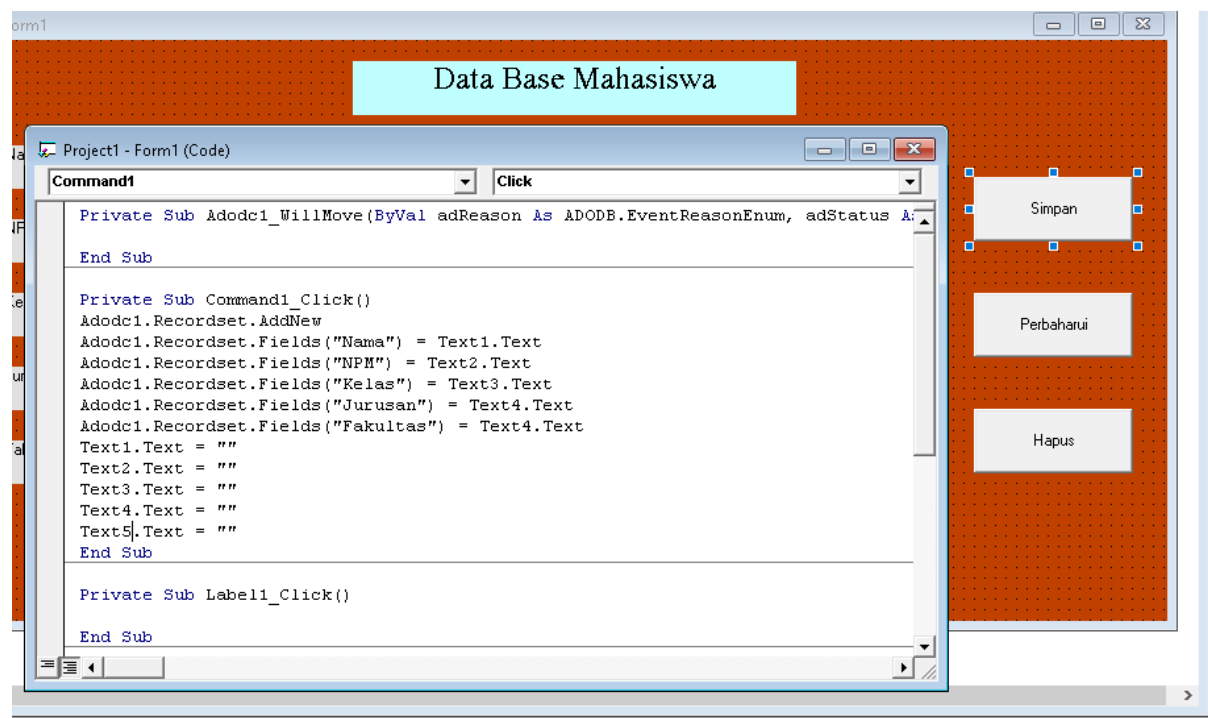 orm1
Data Base Mahasiswa
Project1 - Form1 (Code)
Command1
Click
Private Sub Adodc1_WillMove(ByVal adReason As ADODB.EventReasonEnum, adStatus
End Sub
Private Sub Command1_Click()
Adodc1.Recordset.AddNew
Adodc1.Recordset.Fields("Nama") = Text1.Text
Adodc1.Recordset.Fields("NPM") = Text2.Text
Adodc1.Recordset.Fields("Kelas") = Text3.Text
Adodc1.Recordset.Fields("Jurusan") = Text4.Text
Adodc1.Recordset.Fields("Fakultas") = Text4.Text
Text1.Text = ""
Text2.Text = ""
Text3.Text = ""
Text4.Text = ""
Text5.Text = ""
End Sub
Private Sub Label1_Click()
End Sub
Simpan
Perbaharui
Hapus